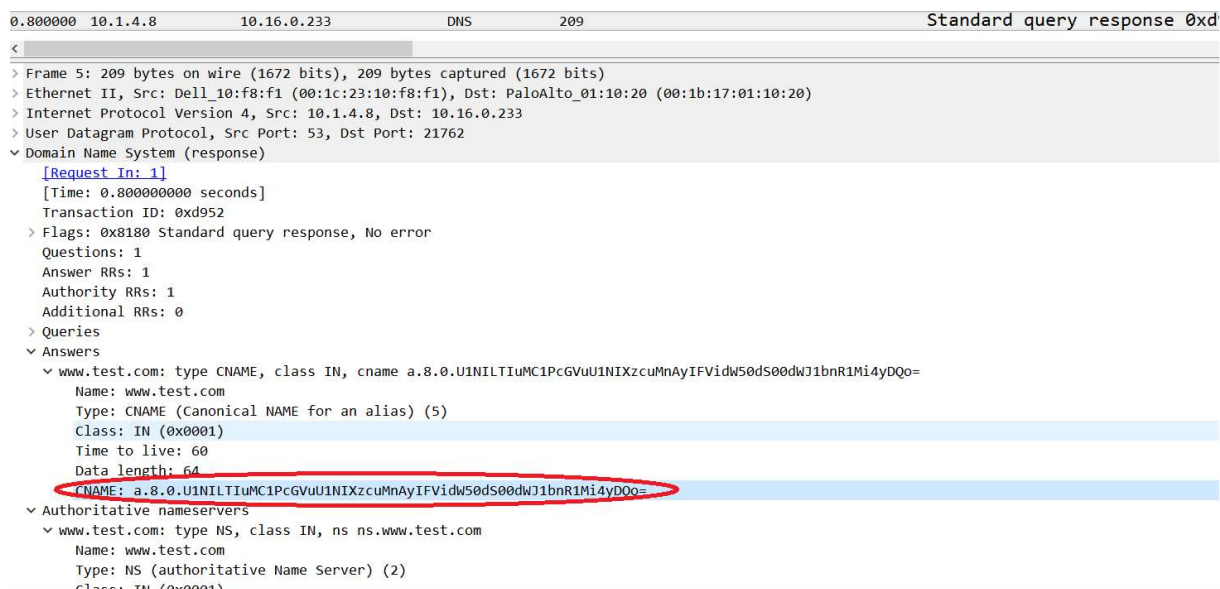 0.800000 10.1.4.8 10.16.0.233 DNS 209 Standard query response 0xd
<
> Frame 5: 209 bytes on wire (1672 bits), 209 bytes captured (1672 bits)
> Ethernet II, Src: Dell_10:f8:f1 (00:1c:23:10:f8:f1), Dst: PaloAlto_01:10:20 (00:1b:17:01:10:20)
> Internet Protocol Version 4, Src: 10.1.4.8, Dst: 10.16.0.233
> User Datagram Protocol, Src Port: 53, Dst Port: 21762
Domain Name System (response)
[Request In: 1]
[Time: 0.800000000 seconds]
Transaction ID: 0xd952
> Flags: 0x8180 Standard query response, No error
Questions: 1
Answer RRs: 1
Authority RRs: 1
Additional RRs: 0
> Queries
Answers
www.test.com: type CNAME, class IN, cname a.8.0.U1NILTIuMC1PcGVuU1NIXzcuMnAyIFVidW50dS00dWJ1bnR1Mi4yDQo=
Name: www.test.com
Type: CNAME (Canonical NAME for an alias) (5)
Class: IN (0x0001)
Time to live: 60
Data length: 64
CNAME: a.8.0.U1NILTIuMC1PcGVuU1NIXzcuMnAyIFVidW50dS00dWJ1bnR1Mi4yDQo=
Authoritative nameservers
www.test.com: type NS, class IN, ns ns.www.test.com
Name: www.test.com
Type: NS (authoritative Name Server) (2)
Class: IN (0x0001)